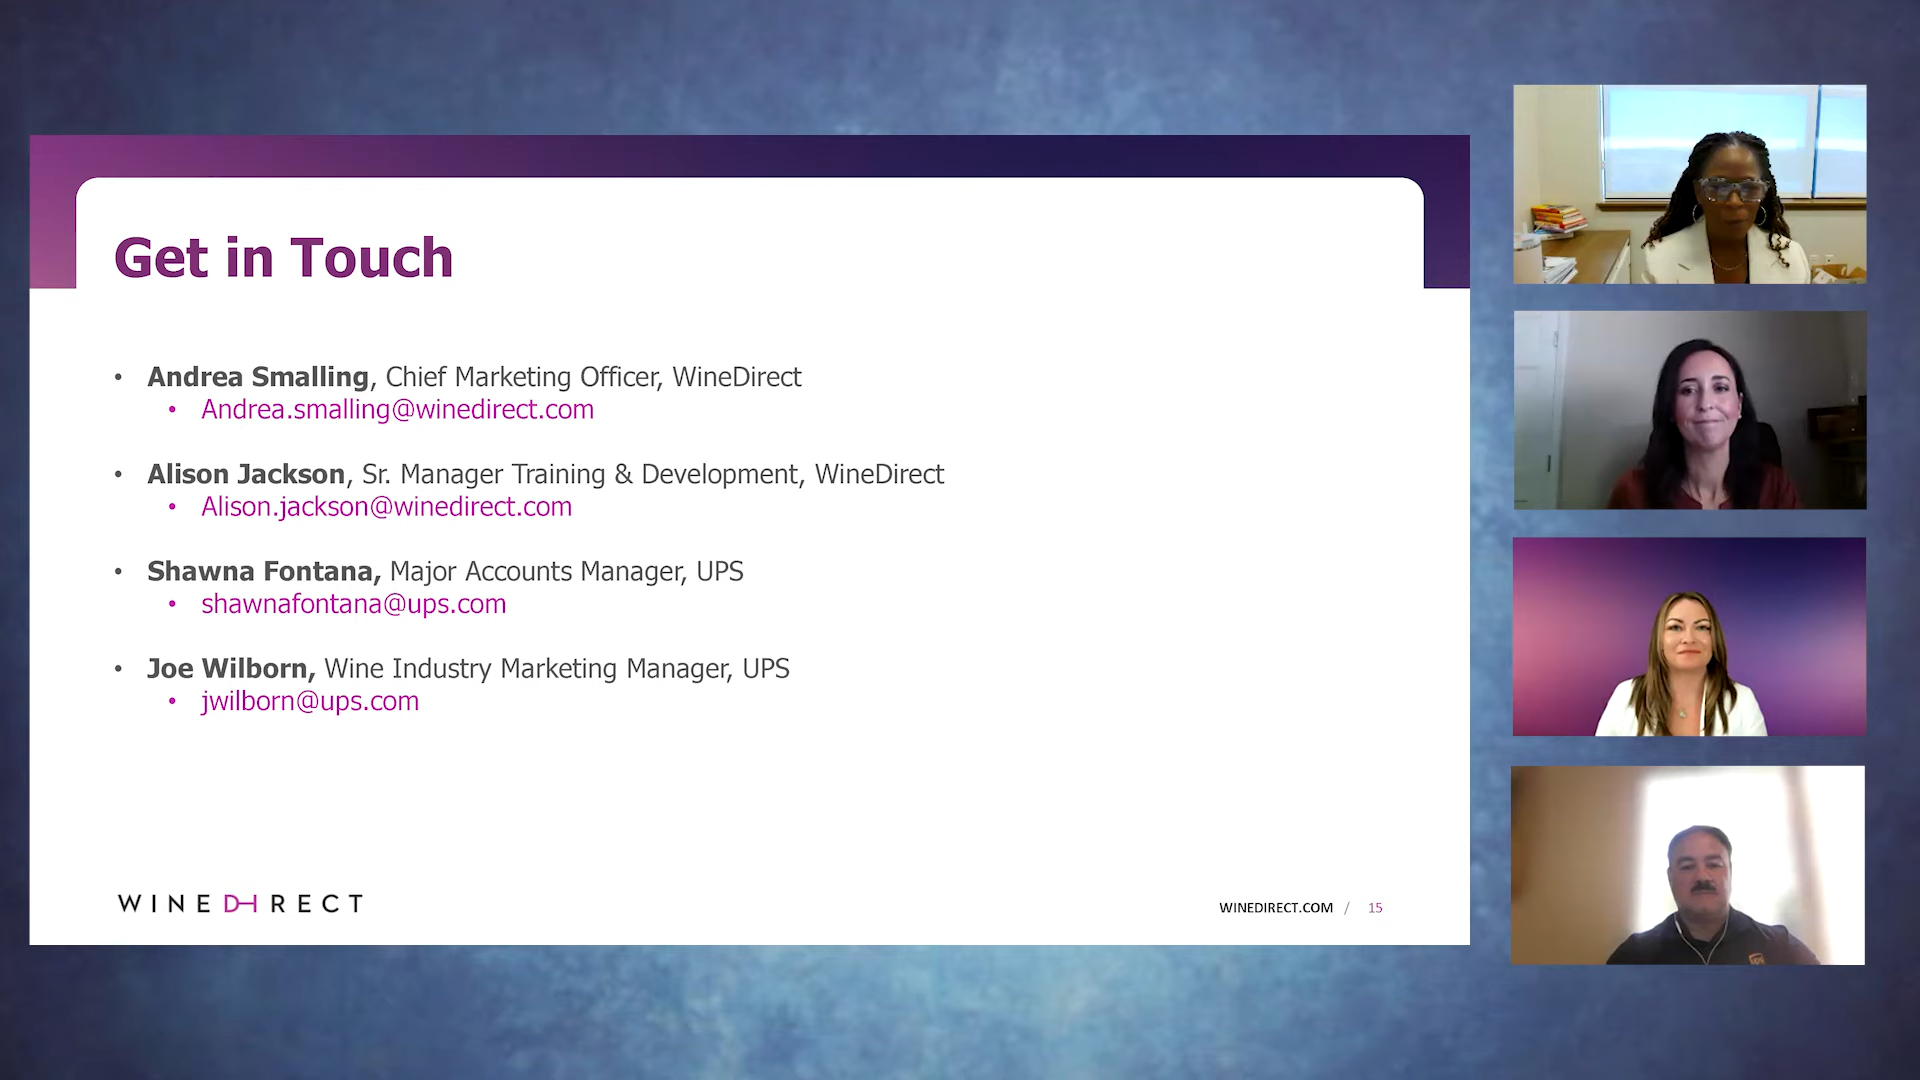 Get in Touch
• Andrea Smalling, Chief Marketing Officer, WineDirect
• Andrea.smalling@winedirect.com
• Alison Jackson, Sr. Manager Training & Development, WineDirect
• Alison.jackson@winedirect.com
• Shawna Fontana, Major Accounts Manager, UPS
• shawnafontana@ups.com
• Joe Wilborn, Wine Industry Marketing Manager, UPS
• jwilborn@ups.com
WINEDIRECT
WINEDIRECT.COM / 15
ups